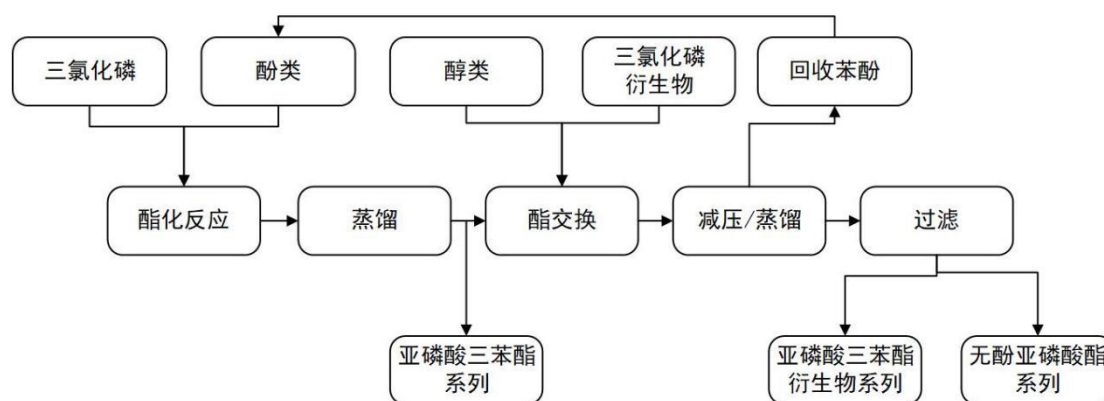 三氯化磷
酚类
醇类
三氯化磷
衍生物
回收苯酚
酯化反应
蒸馏
酯交换
减压/蒸馏
过滤
亚磷酸三苯酯
系列
亚磷酸三苯酯
衍生物系列
无酚亚磷酸酯
系列